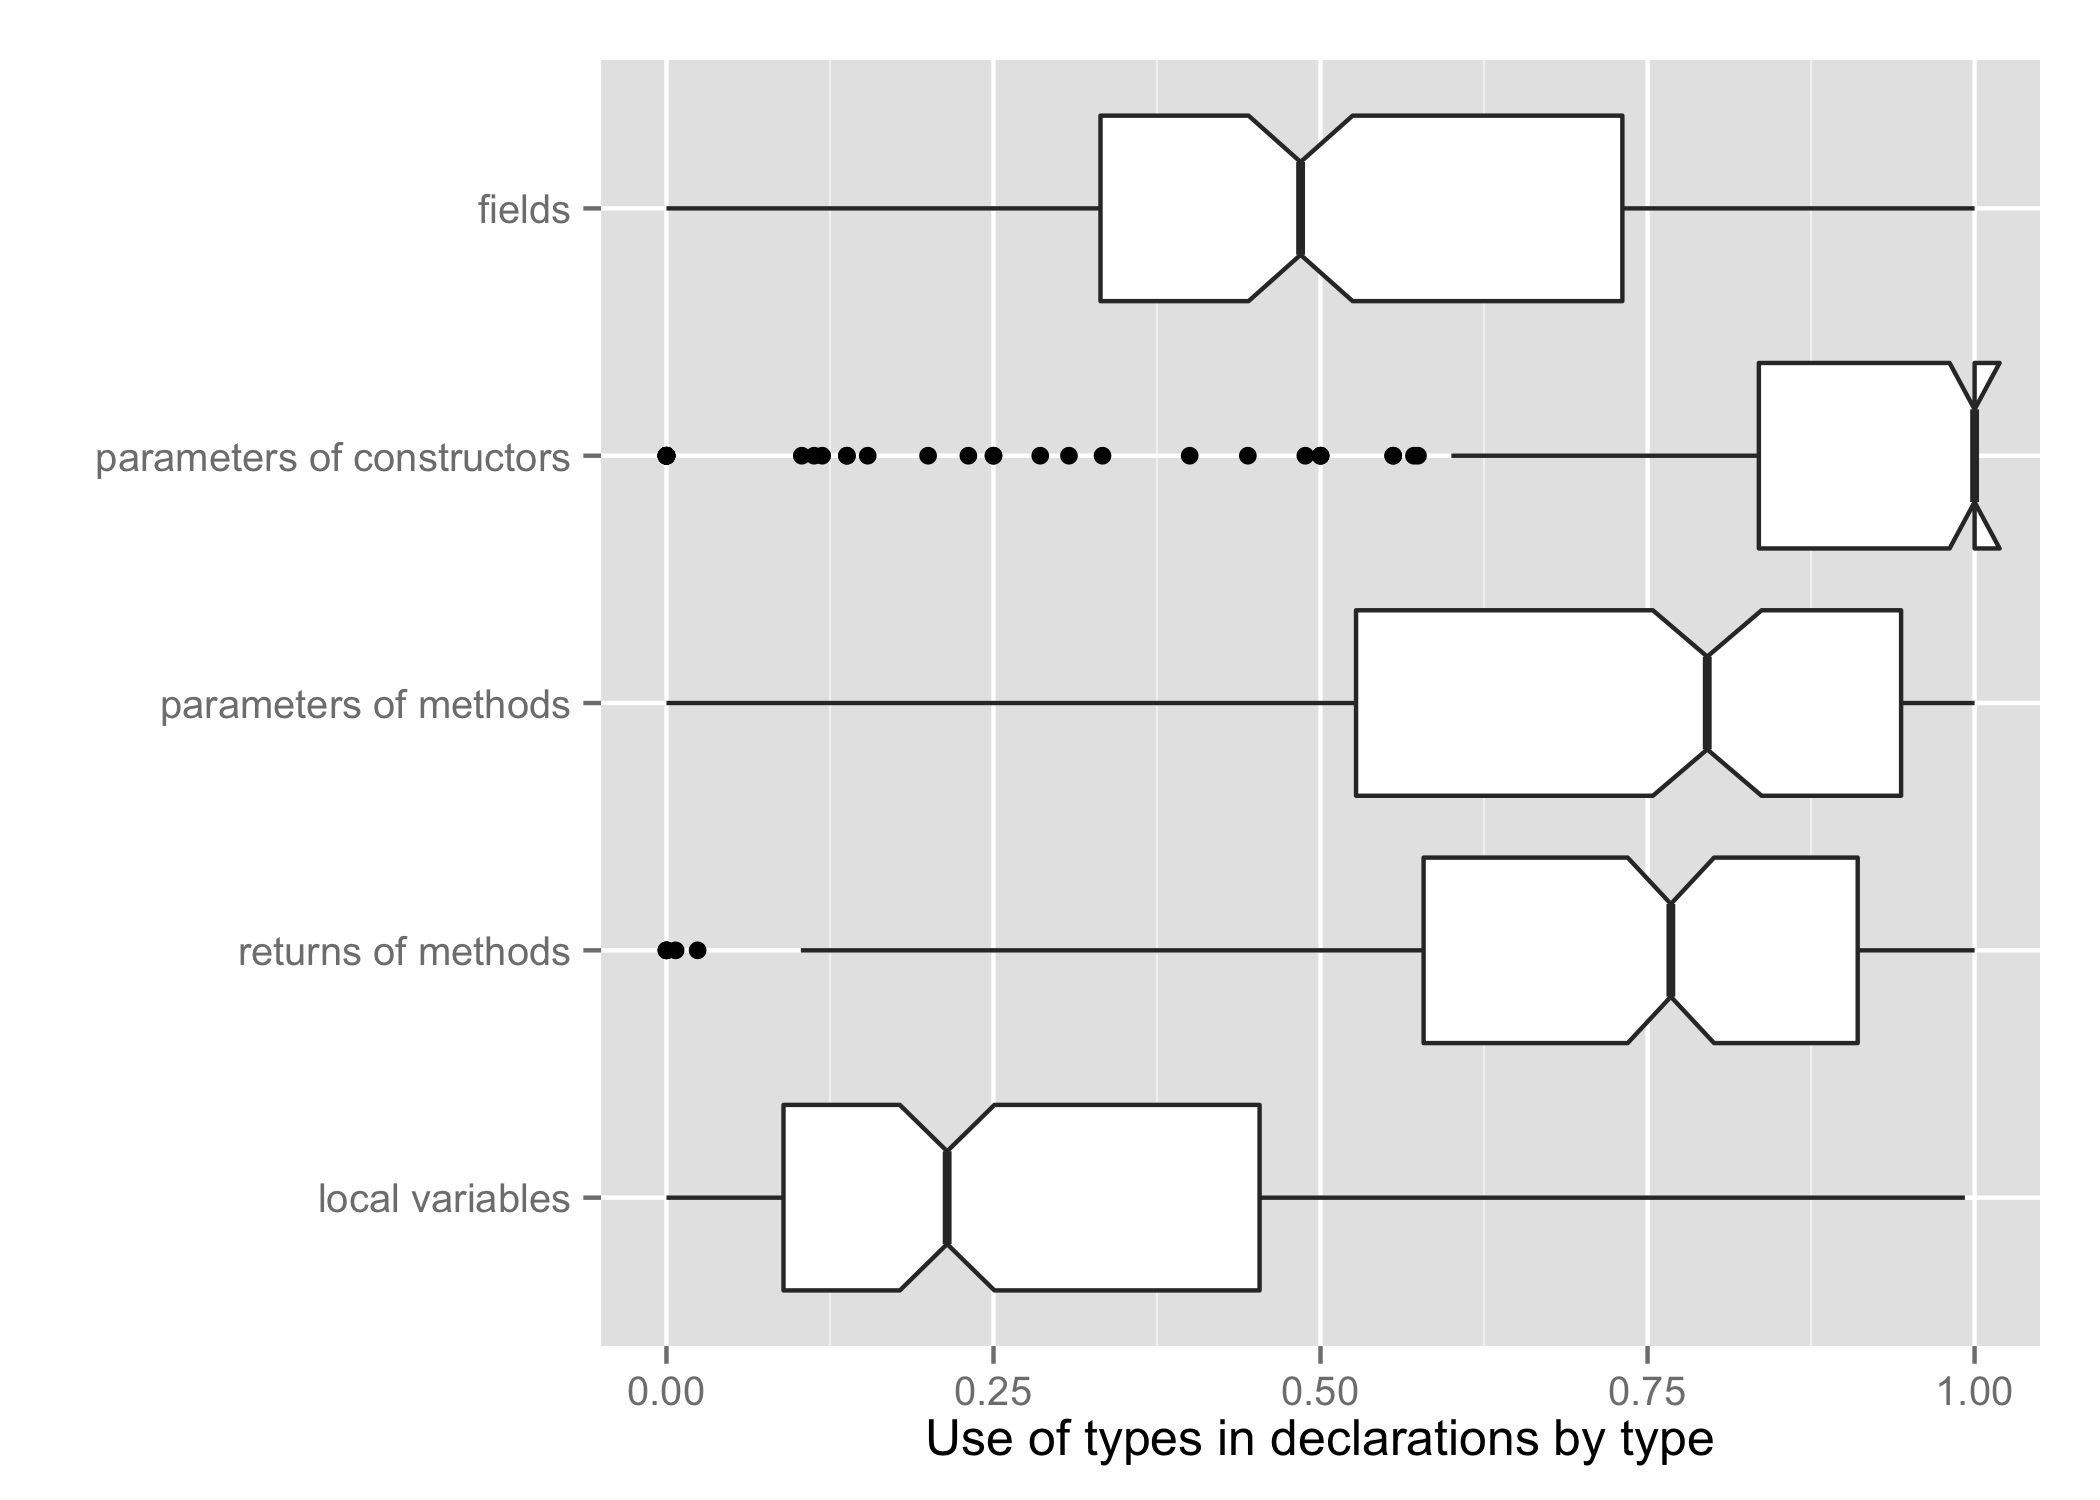 fields
parameters of constructors
parameters of methods
returns of methods
local variables
0.00 0.25 0.50 0.75 1.00
Use of types in declarations by type